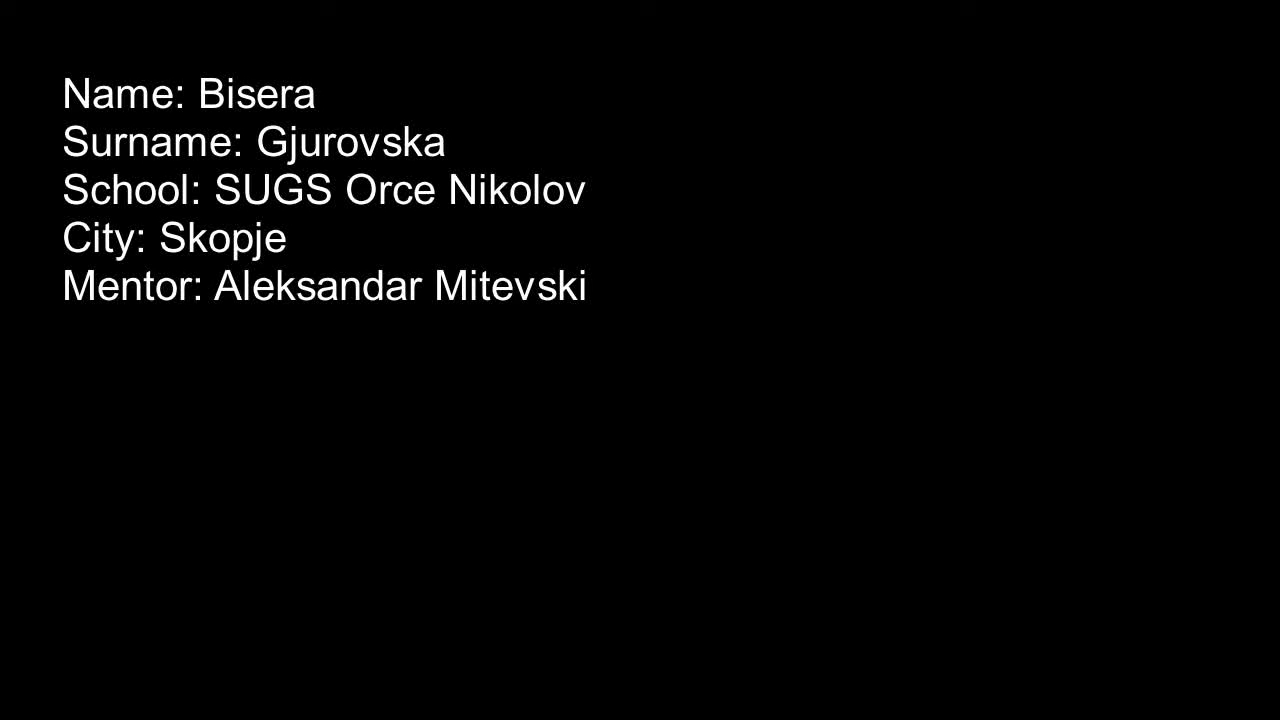 Name: Bisera
Surname: Gjurovska
School: SUGS Orce Nikolov
City: Skopje
Mentor: Aleksandar Mitevski